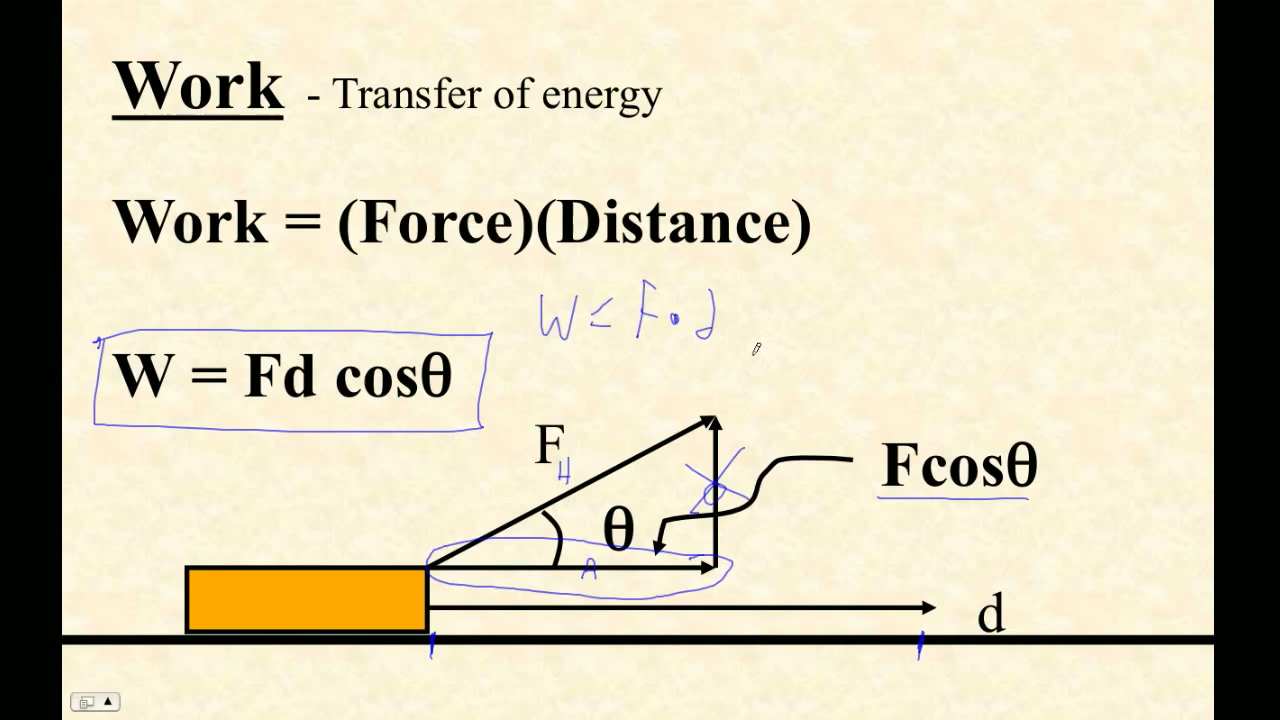 Work - Transfer of energy
Work = (Force)(Distance)
W = F • d
W = Fd cosθ
F
H
O
Fcosθ
θ
A
d